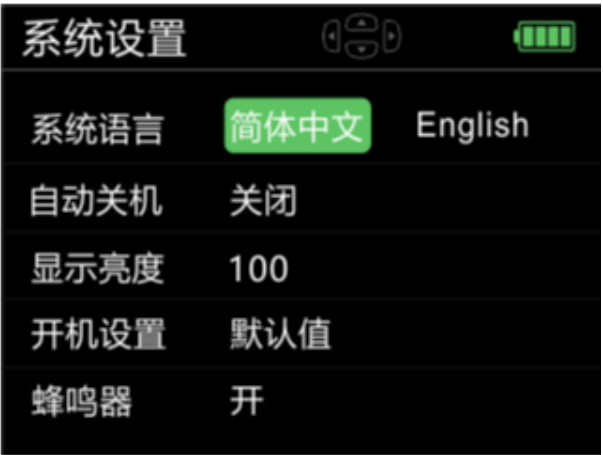 系统设置
系统语言 简体中文 English
自动关机 关闭
显示亮度 100
开机设置 默认值
蜂鸣器 开